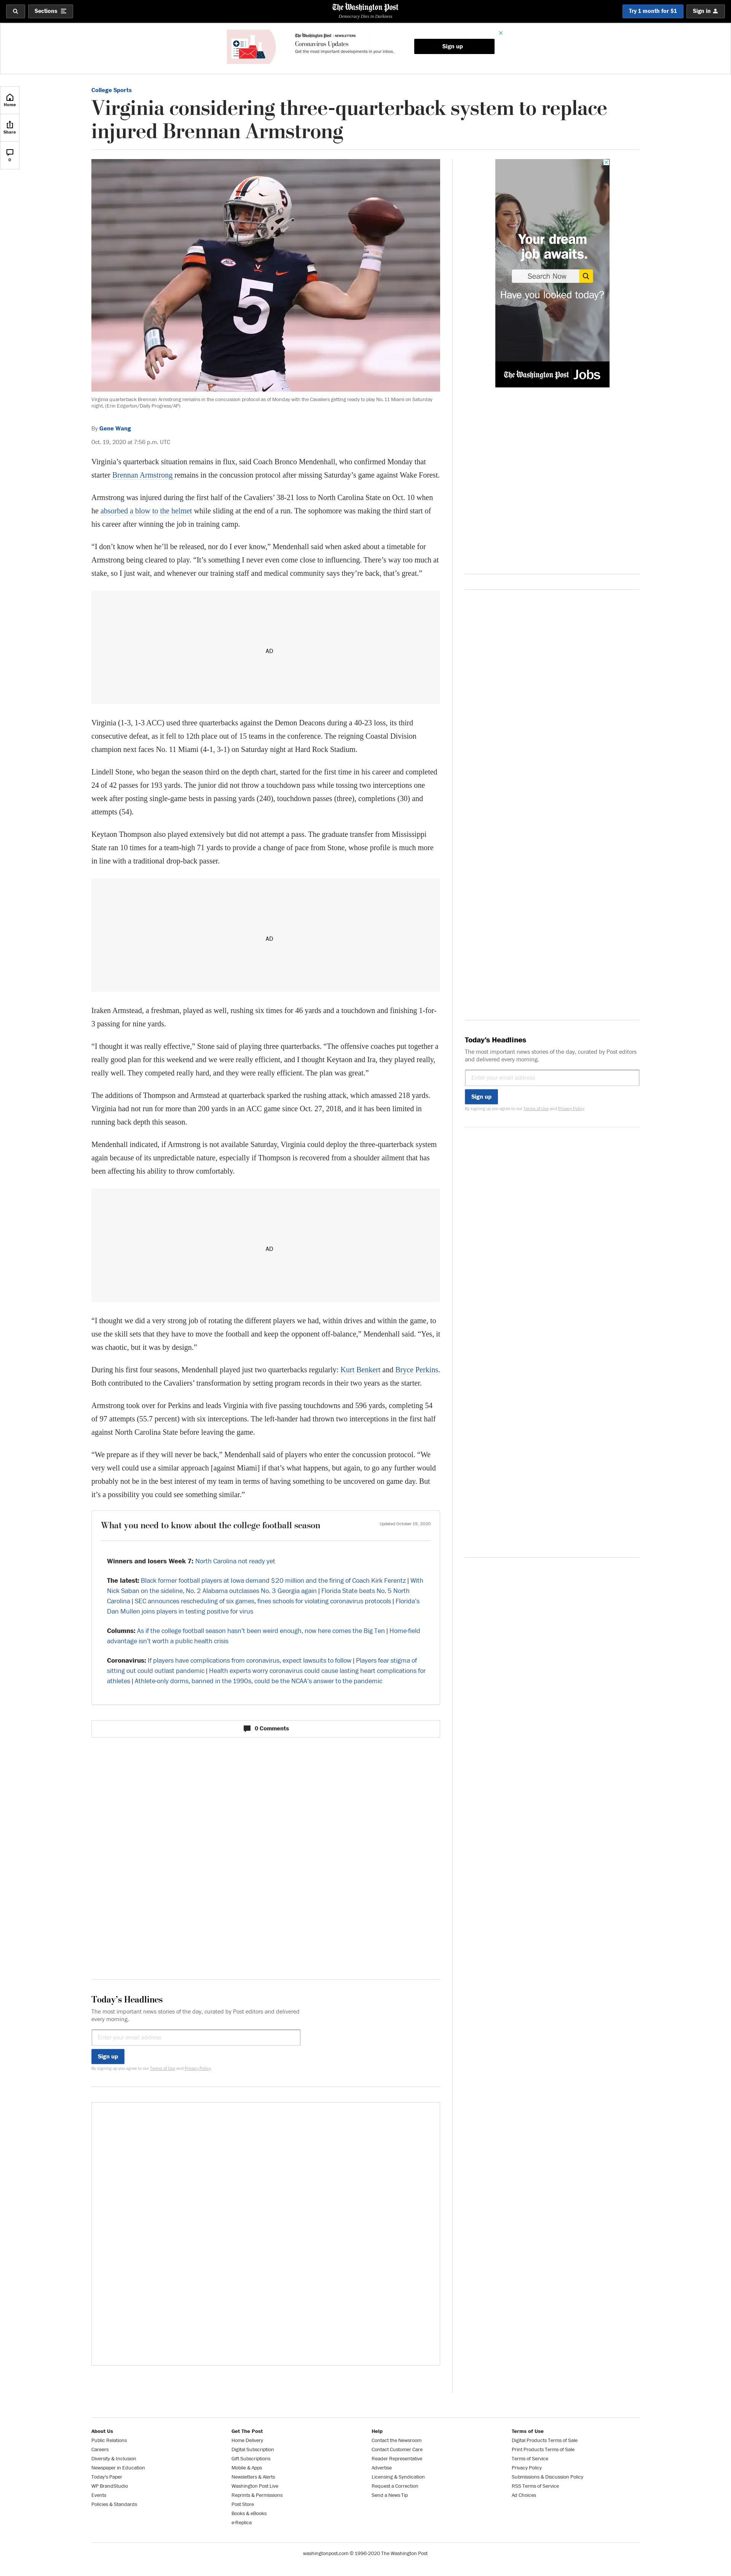 Sections
The Washington Post
Democracy Dies in Darkness
Try 1 month for $1
Sign in
The Washington Post | NEWSLETTERS
Coronavirus Updates
Get the most important developments in your inbox.
Sign up
Home
Share
0
College Sports
Virginia considering three-quarterback system to replace
injured Brennan Armstrong
Virginia quarterback Brennan Armstrong remains in the concussion protocol as of Monday with the Cavaliers getting ready to play No. 11 Miami on Saturday
night. (Erin Edgerton/Daily Progress/AP)
By Gene Wang
Oct. 19, 2020 at 7:56 p.m. UTC
Virginia’s quarterback situation remains in flux, said Coach Bronco Mendenhall, who confirmed Monday that
starter Brennan Armstrong remains in the concussion protocol after missing Saturday’s game against Wake Forest.
Armstrong was injured during the first half of the Cavaliers’ 38-21 loss to North Carolina State on Oct. 10 when
he absorbed a blow to the helmet while sliding at the end of a run. The sophomore was making the third start of
his career after winning the job in training camp.
“I don’t know when he’ll be released, nor do I ever know,” Mendenhall said when asked about a timetable for
Armstrong being cleared to play. “It’s something I never even come close to influencing. There’s way too much at
stake, so I just wait, and whenever our training staff and medical community says they’re back, that’s great.”
AD
Virginia (1-3, 1-3 ACC) used three quarterbacks against the Demon Deacons during a 40-23 loss, its third
consecutive defeat, as it fell to 12th place out of 15 teams in the conference. The reigning Coastal Division
champion next faces No. 11 Miami (4-1, 3-1) on Saturday night at Hard Rock Stadium.
Lindell Stone, who began the season third on the depth chart, started for the first time in his career and completed
24 of 42 passes for 193 yards. The junior did not throw a touchdown pass while tossing two interceptions one
week after posting single-game bests in passing yards (240), touchdown passes (three), completions (30) and
attempts (54).
Keytaon Thompson also played extensively but did not attempt a pass. The graduate transfer from Mississippi
State ran 10 times for a team-high 71 yards to provide a change of pace from Stone, whose profile is much more
in line with a traditional drop-back passer.
AD
Iraken Armstead, a freshman, played as well, rushing six times for 46 yards and a touchdown and finishing 1-for-
3 passing for nine yards.
“I thought it was really effective,” Stone said of playing three quarterbacks. “The offensive coaches put together a
really good plan for this weekend and we were really efficient, and I thought Keytaon and Ira, they played really,
really well. They competed really hard, and they were really efficient. The plan was great.”
The additions of Thompson and Armstead at quarterback sparked the rushing attack, which amassed 218 yards.
Virginia had not run for more than 200 yards in an ACC game since Oct. 27, 2018, and it has been limited in
running back depth this season.
Mendenhall indicated, if Armstrong is not available Saturday, Virginia could deploy the three-quarterback system
again because of its unpredictable nature, especially if Thompson is recovered from a shoulder ailment that has
been affecting his ability to throw comfortably.
AD
“I thought we did a very strong job of rotating the different players we had, within drives and within the game, to
use the skill sets that they have to move the football and keep the opponent off-balance,” Mendenhall said. “Yes, it
was chaotic, but it was by design.”
During his first four seasons, Mendenhall played just two quarterbacks regularly: Kurt Benkert and Bryce Perkins.
Both contributed to the Cavaliers’ transformation by setting program records in their two years as the starter.
Armstrong took over for Perkins and leads Virginia with five passing touchdowns and 596 yards, completing 54
of 97 attempts (55.7 percent) with six interceptions. The left-hander had thrown two interceptions in the first half
against North Carolina State before leaving the game.
“We prepare as if they will never be back,” Mendenhall said of players who enter the concussion protocol. “We
very well could use a similar approach [against Miami] if that’s what happens, but again, to go any further would
probably not be in the best interest of my team in terms of having something to be uncovered on game day. But
it’s a possibility you could see something similar.”
What you need to know about the college football season
Updated October 19, 2020
Winners and losers Week 7: North Carolina not ready yet
The latest: Black former football players at Iowa demand $20 million and the firing of Coach Kirk Ferentz | With
Nick Saban on the sideline, No. 2 Alabama outclasses No. 3 Georgia again | Florida State beats No. 5 North
Carolina | SEC announces rescheduling of six games, fines schools for violating coronavirus protocols | Florida’s
Dan Mullen joins players in testing positive for virus
Columns: As if the college football season hasn’t been weird enough, now here comes the Big Ten | Home-field
advantage isn’t worth a public health crisis
Coronavirus: If players have complications from coronavirus, expect lawsuits to follow | Players fear stigma of
sitting out could outlast pandemic | Health experts worry coronavirus could cause lasting heart complications for
athletes | Athlete-only dorms, banned in the 1990s, could be the NCAA’s answer to the pandemic
0 Comments
Today’s Headlines
The most important news stories of the day, curated by Post editors and delivered
every morning.
Enter your email address
Sign up
By signing up you agree to our Terms of Use and Privacy Policy
Your dream
job awaits.
Search Now
Have you looked today?
The Washington Post Jobs
Today’s Headlines
The most important news stories of the day, curated by Post editors
and delivered every morning.
Enter your email address
Sign up
By signing up you agree to our Terms of Use and Privacy Policy
About Us
Public Relations
Careers
Diversity & Inclusion
Newspaper in Education
Today's Paper
WP BrandStudio
Events
Policies & Standards
Get The Post
Home Delivery
Digital Subscription
Gift Subscriptions
Mobile & Apps
Newsletters & Alerts
Washington Post Live
Reprints & Permissions
Post Store
Books & eBooks
e-Replica
Help
Contact the Newsroom
Contact Customer Care
Reader Representative
Advertise
Licensing & Syndication
Request a Correction
Send a News Tip
Terms of Use
Digital Products Terms of Sale
Print Products Terms of Sale
Terms of Service
Privacy Policy
Submissions & Discussion Policy
RSS Terms of Service
Ad Choices
washingtonpost.com © 1996-2020 The Washington Post